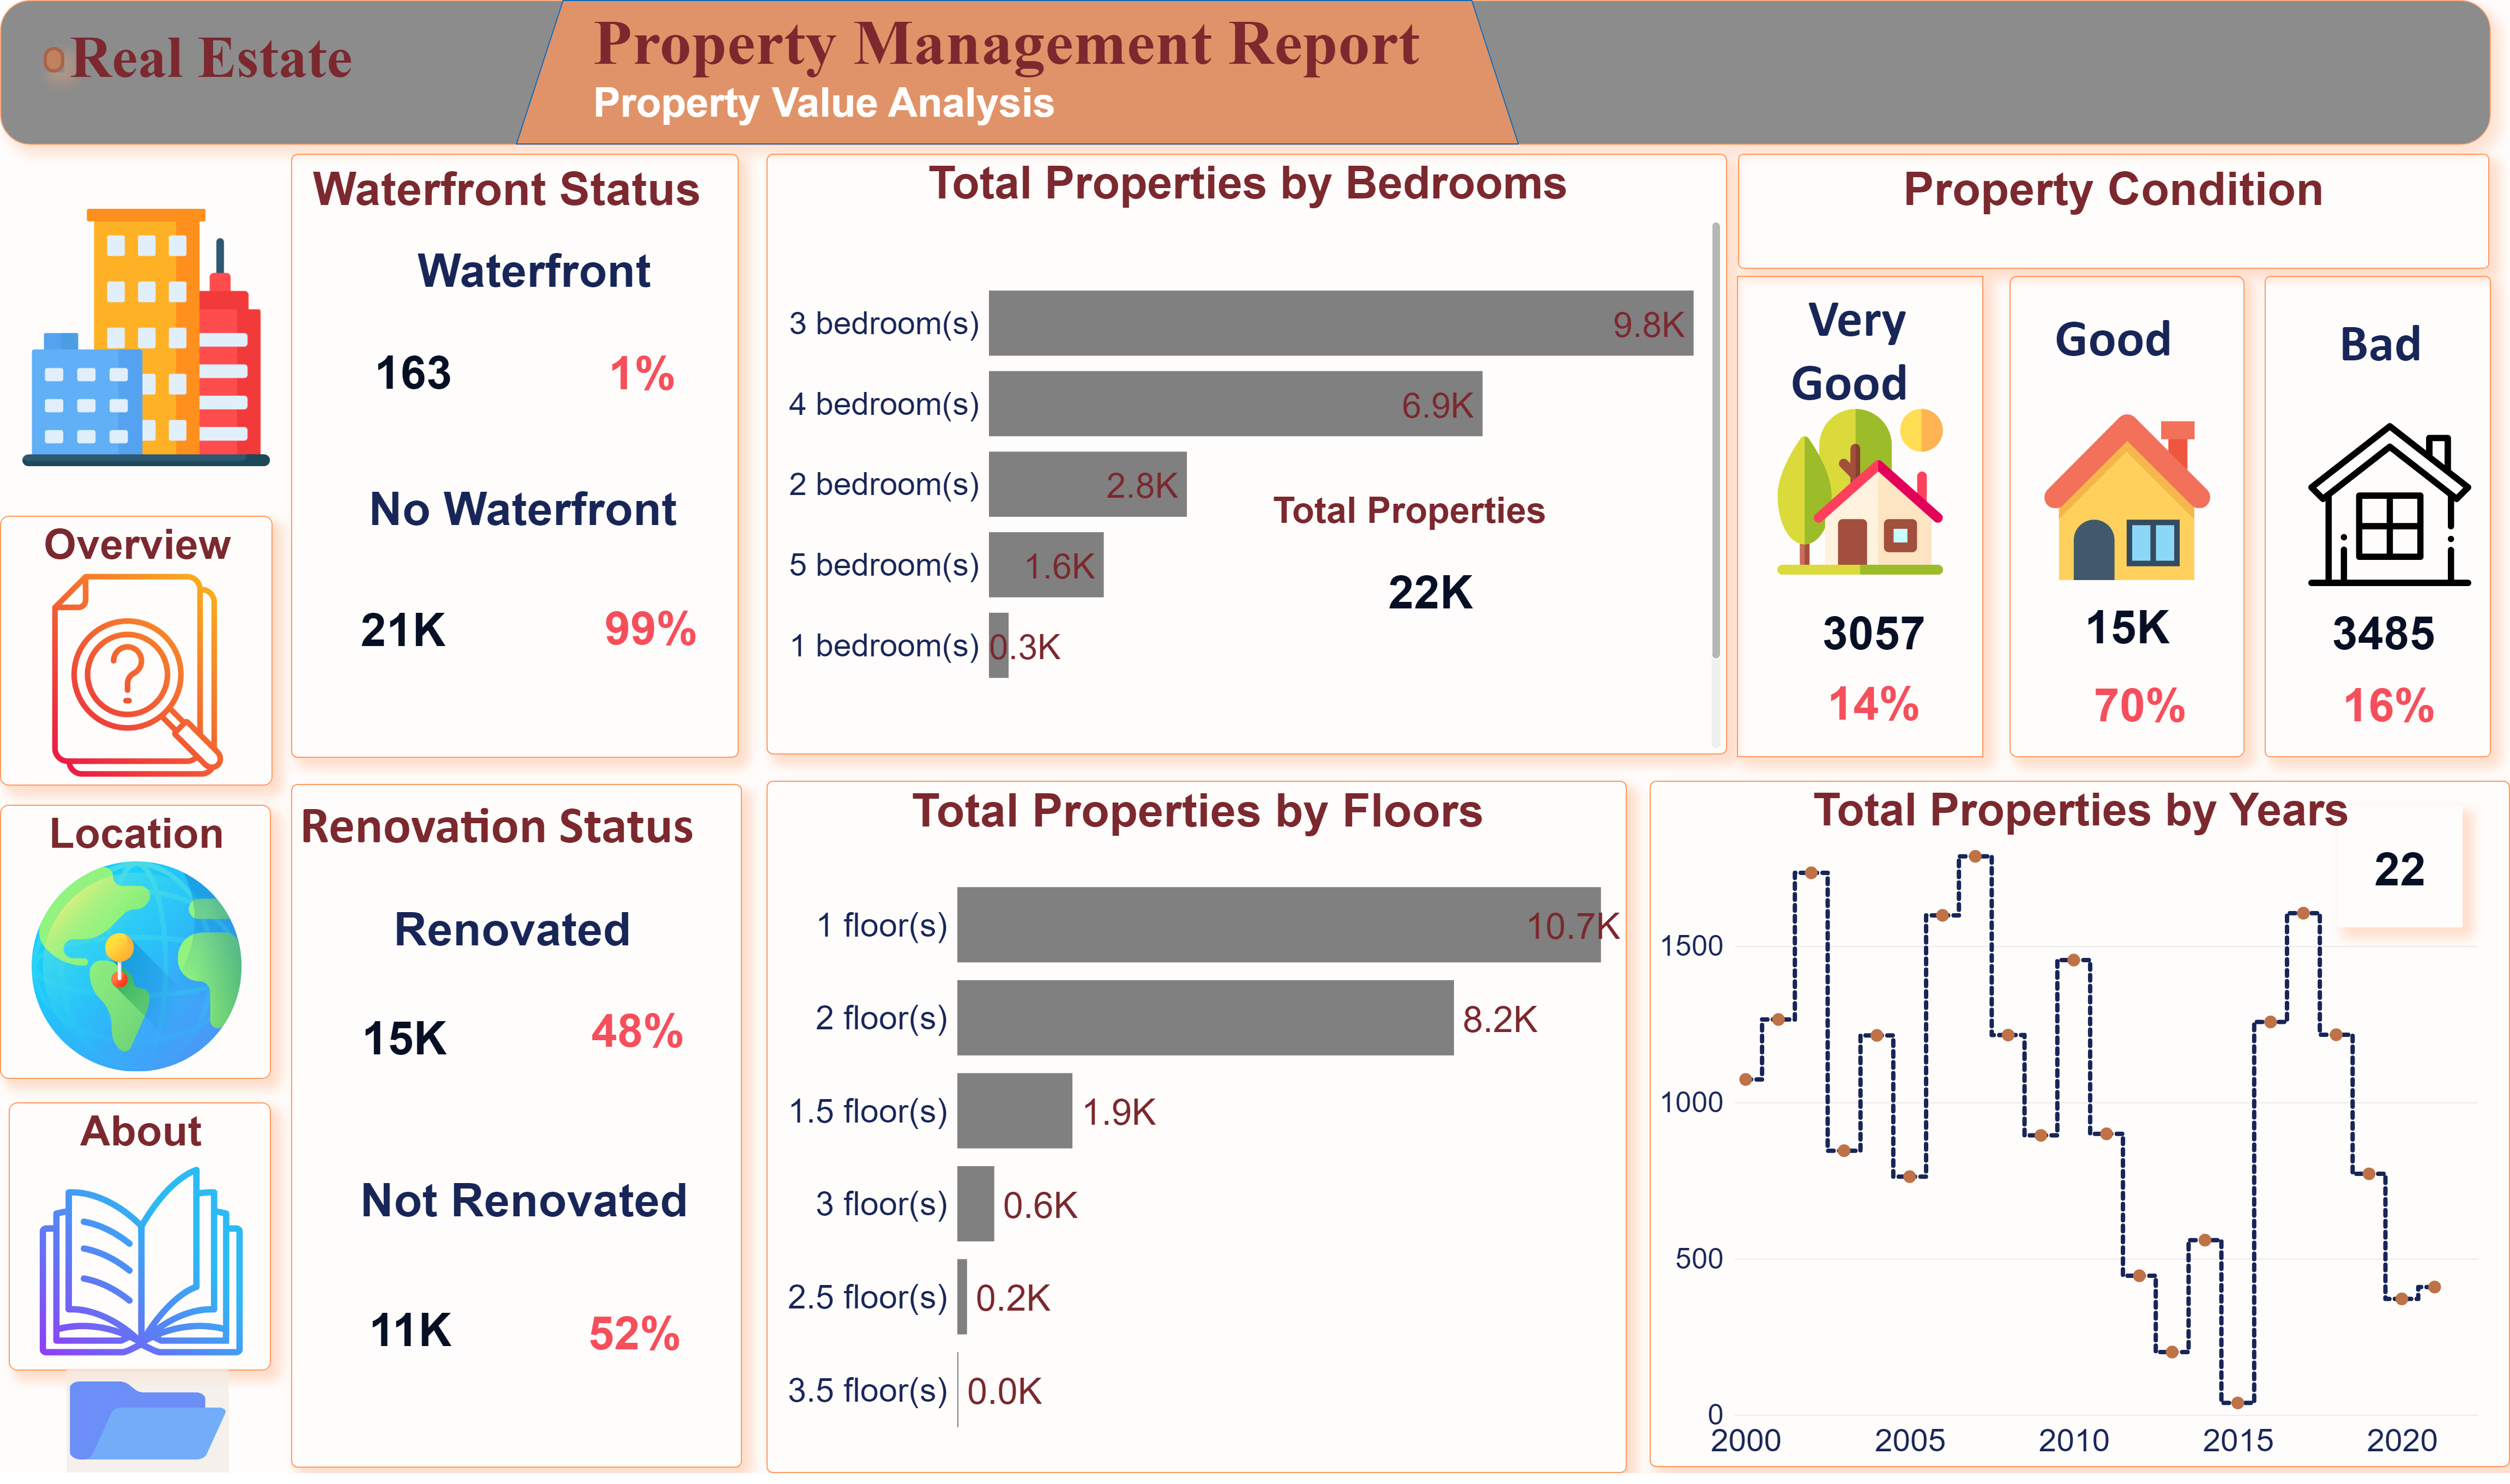 Real Estate
Property Management Report
Property Value Analysis
Waterfront Status
Waterfront
163 1%
No Waterfront
21K 99%
Total Properties by Bedrooms
3 bedroom(s) 9.8K
4 bedroom(s) 6.9K
2 bedroom(s) 2.8K
5 bedroom(s) 1.6K
1 bedroom(s) 0.3K
Total Properties
22K
Property Condition
Very
Good
3057
14%
Good
15K
70%
Bad
3485
16%
Overview
?
Location
About
Renovation Status
Renovated
15K 48%
Not Renovated
11K 52%
Total Properties by Floors
1 floor(s) 10.7K
2 floor(s) 8.2K
1.5 floor(s) 1.9K
3 floor(s) 0.6K
2.5 floor(s) 0.2K
3.5 floor(s) 0.0K
Total Properties by Years
22
1500
1000
500
0
2000 2005 2010 2015 2020